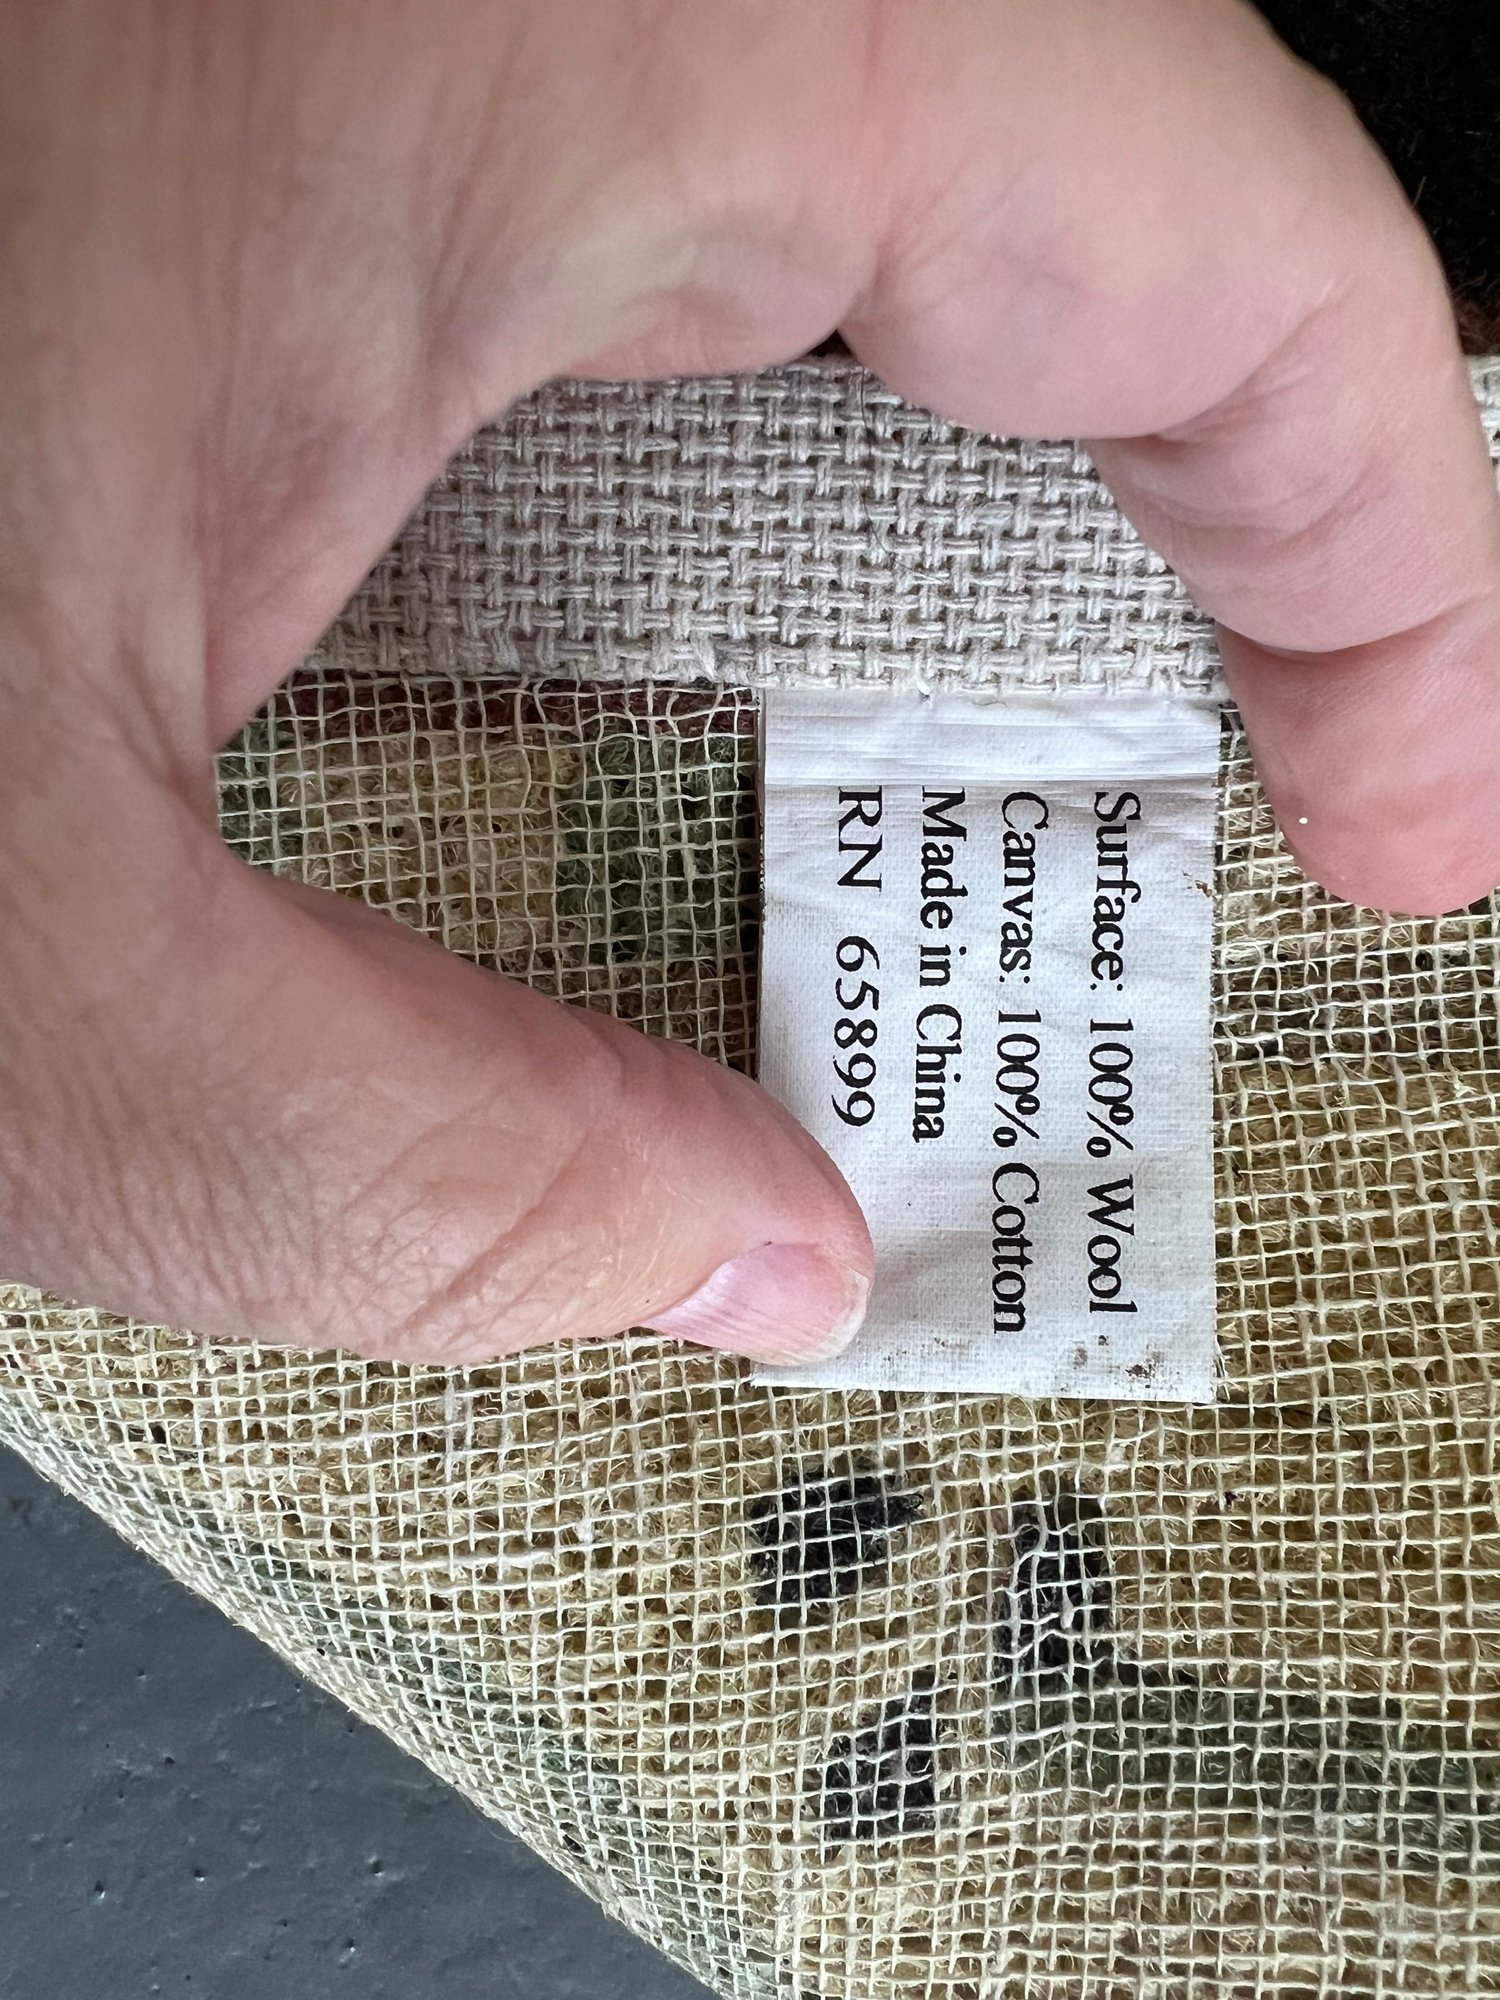 Surface: 100% Wool
Canvas: 100% Cotton
Made in China
RN 65899